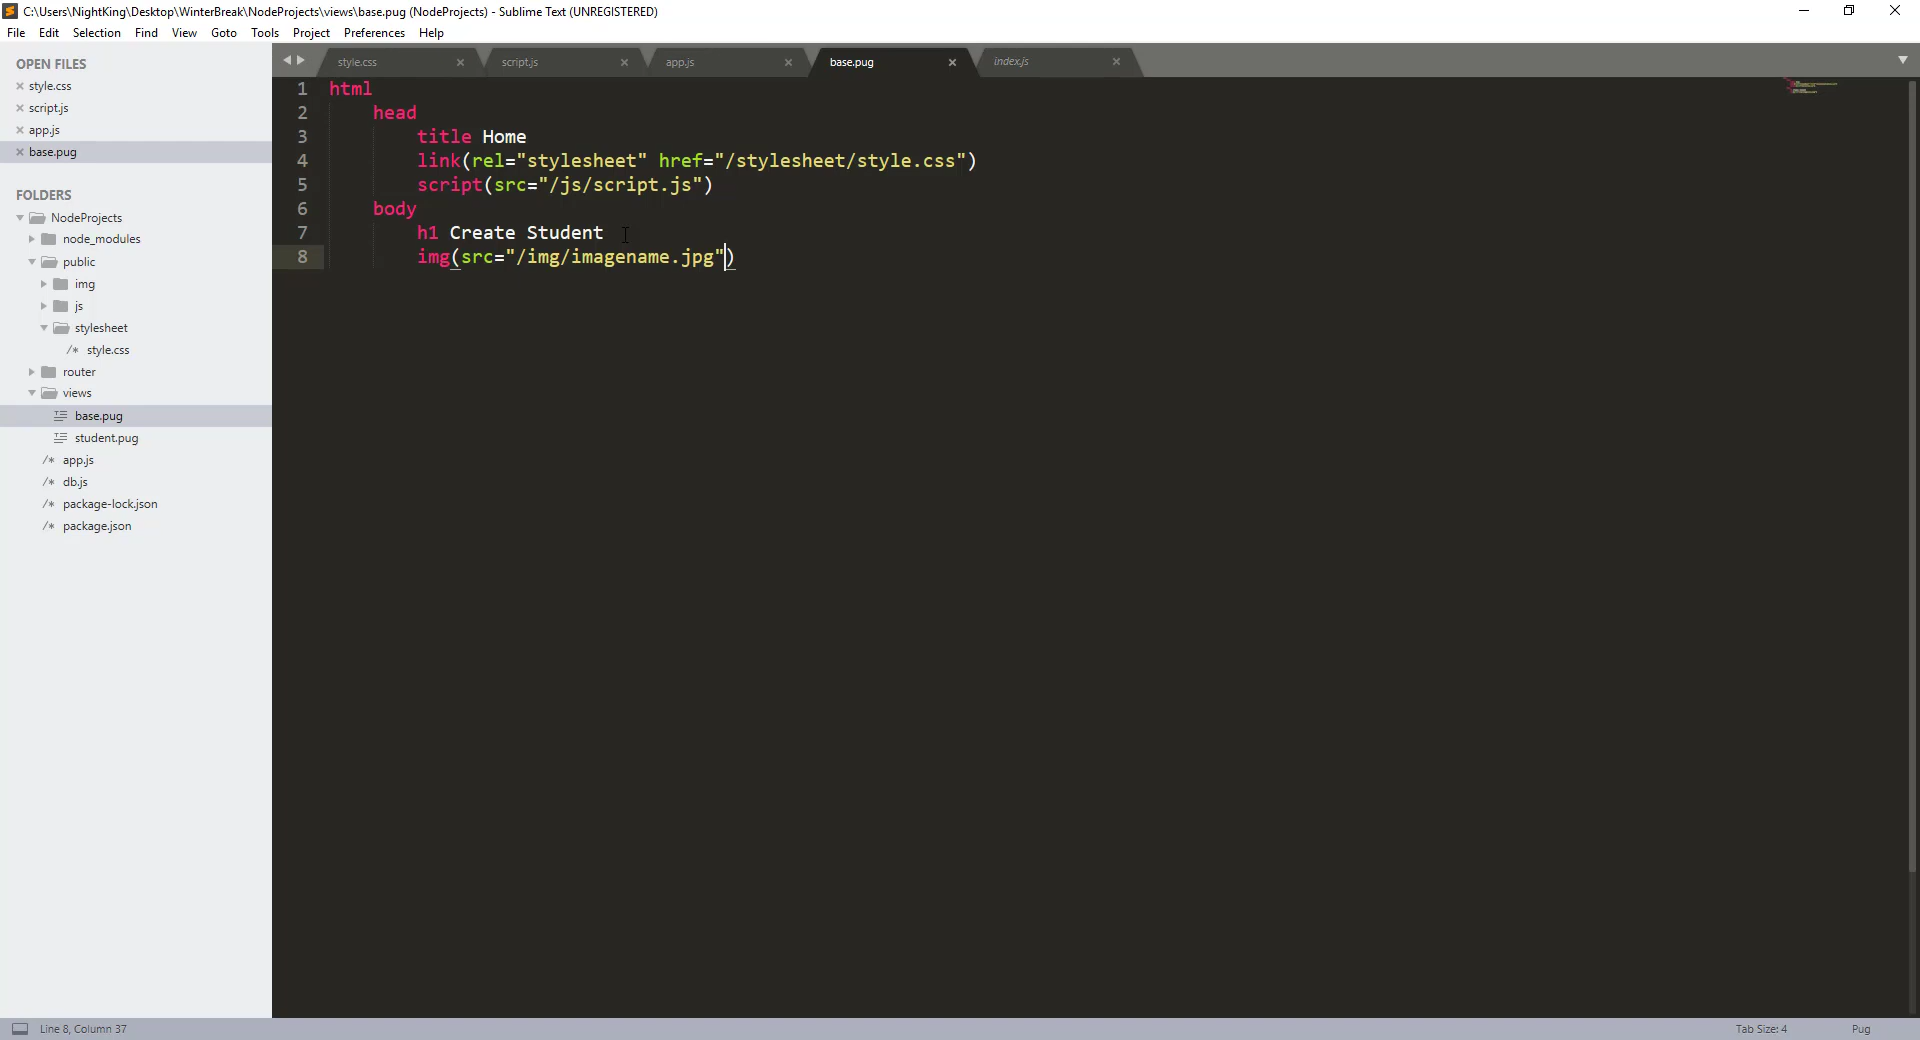 C:\Users\NightKing\Desktop\WinterBreak\NodeProjects\views\base.pug (NodeProjects) - Sublime Text (UNREGISTERED)
File Edit Selection Find View Goto Tools Project Preferences Help
OPEN FILES
style.css
script.js
app.js
base.pug
FOLDERS
NodeProjects
node_modules
public
img
js
stylesheet
/* style.css
router
views
base.pug
student.pug
/* app.js
/* db.js
/* package-lock.json
/* package.json
style.css script.js app.js base.pug index.js
1 html
2 head
3 title Home
4 link(rel="stylesheet" href="/stylesheet/style.css")
5 script(src="/js/script.js")
6 body
7 h1 Create Student
8 img(src="/img/imagename.jpg")
Line 8, Column 37
Tab Size: 4
Pug